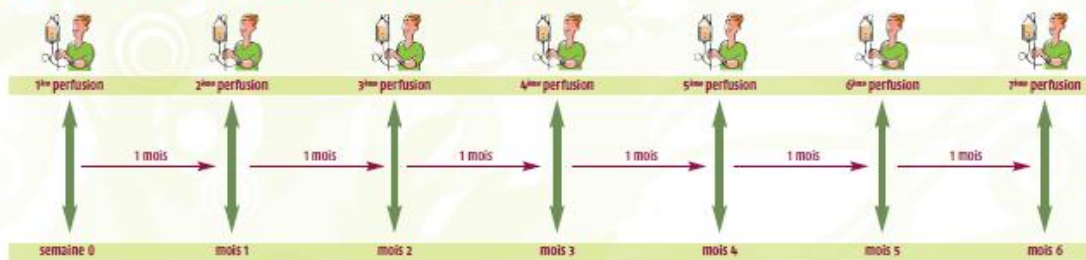 1ère perfusion 2ème perfusion 3ème perfusion 4ème perfusion 5ème perfusion 6ème perfusion 7ème perfusion
1 mois 1 mois 1 mois 1 mois 1 mois 1 mois
semaine 0 mois 1 mois 2 mois 3 mois 4 mois 5 mois 6